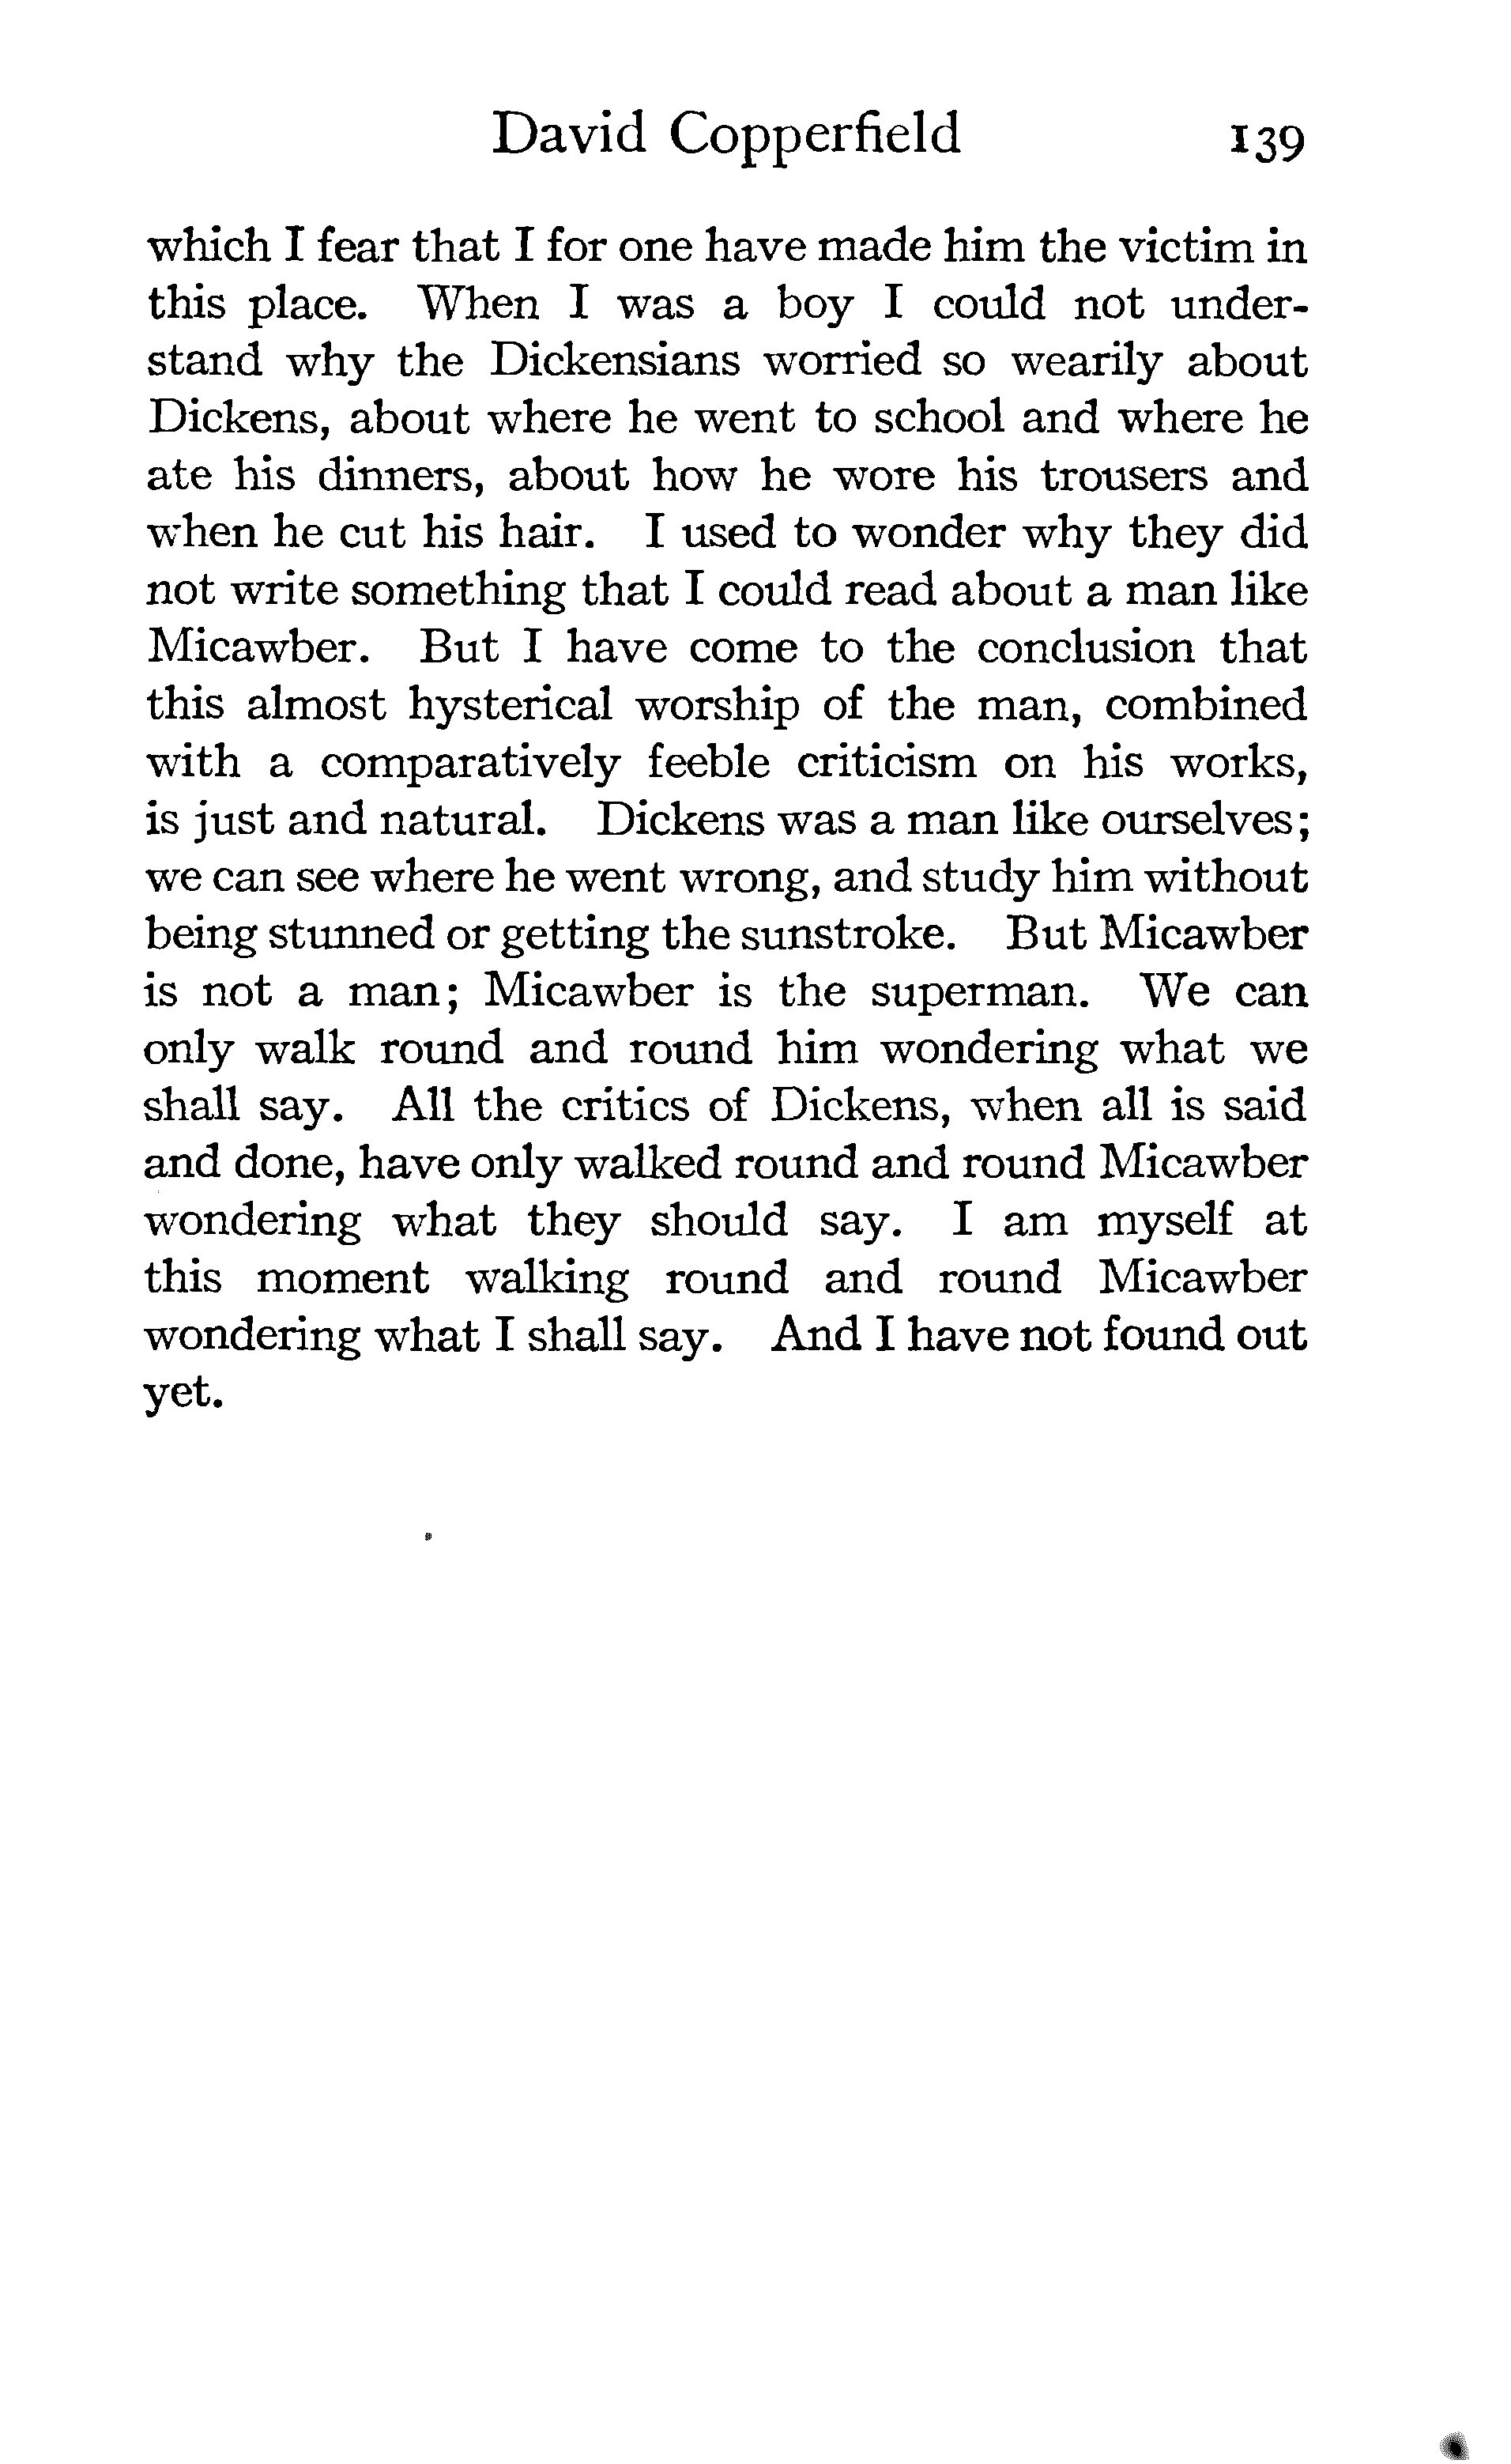 David Copperfield 139
which I fear that I for one have made him the victim in
this place. When I was a boy I could not under-
stand why the Dickensians worried so wearily about
Dickens, about where he went to school and where he
ate his dinners, about how he wore his trousers and
when he cut his hair. I used to wonder why they did
not write something that I could read about a man like
Micawber. But I have come to the conclusion that
this almost hysterical worship of the man, combined
with a comparatively feeble criticism on his works,
is just and natural. Dickens was a man like ourselves;
we can see where he went wrong, and study him without
being stunned or getting the sunstroke. But Micawber
is not a man; Micawber is the superman. We can
only walk round and round him wondering what we
shall say. All the critics of Dickens, when all is said
and done, have only walked round and round Micawber
wondering what they should say. I am myself at
this moment walking round and round Micawber
wondering what I shall say. And I have not found out
yet.